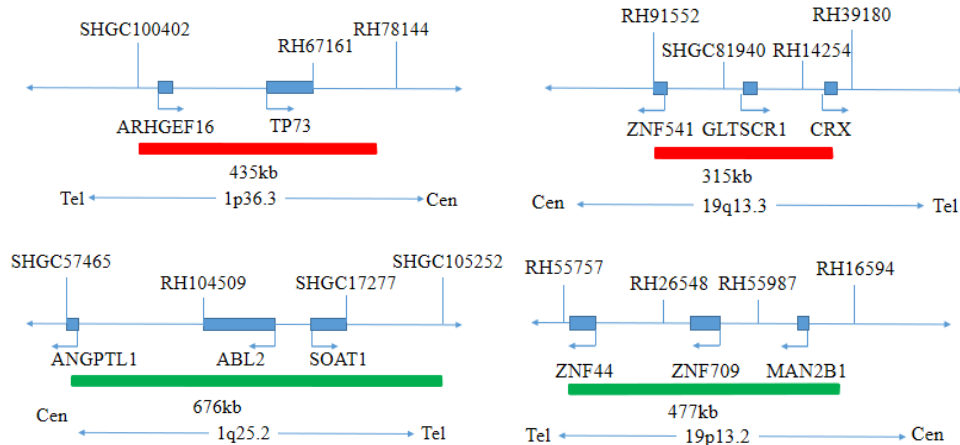 SHGC100402
RH67161
RH78144
ARHGEF16
TP73
435kb
Tel
1p36.3
Cen
RH91552
SHGC81940
RH14254
RH39180
ZNF541
GLTSCR1
CRX
315kb
Cen
19q13.3
Tel
SHGC57465
RH104509
SHGC17277
SHGC105252
ANGPTL1
ABL2
SOAT1
676kb
Cen
1q25.2
Tel
RH55757
RH26548
RH55987
RH16594
ZNF44
ZNF709
MAN2B1
477kb
Tel
19p13.2
Cen